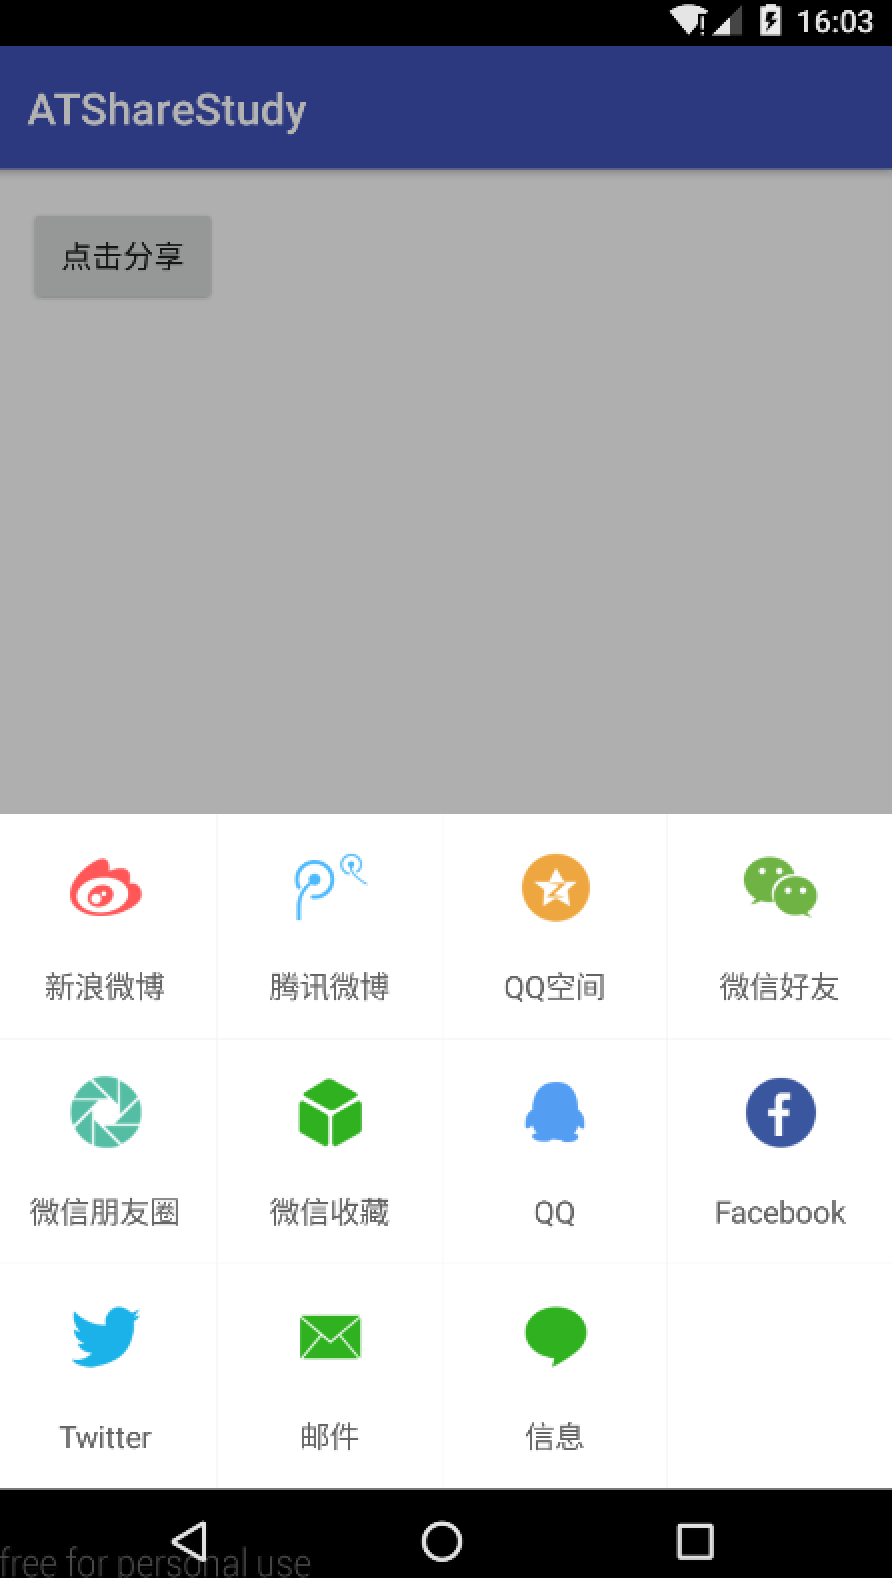 16:03
ATShareStudy
点击分享
新浪微博 腾讯微博 QQ空间 微信好友
微信朋友圈 微信收藏 QQ Facebook
Twitter 邮件 信息
free for personal use